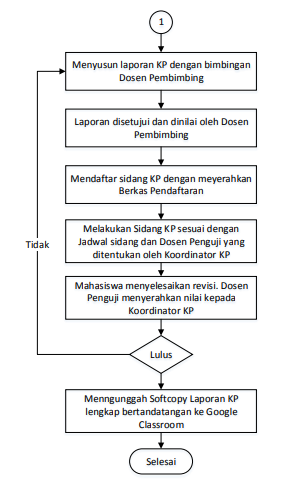 1
Menyusun laporan KP dengan bimbingan
Dosen Pembimbing
Laporan disetujui dan dinilai oleh Dosen
Pembimbing
Mendaftar sidang KP dengan meyerahkan
Berkas Pendaftaran
Melakukan Sidang KP sesuai dengan
Jadwal sidang dan Dosen Penguji yang
ditentukan oleh Koordinator KP
Tidak
Mahasiswa menyelesaikan revisi. Dosen
Penguji menyerahkan nilai kepada
Koordinator KP
Lulus
Menngunggah Softcopy Laporan KP
lengkap bertandatangan ke Google
Classroom
Selesai